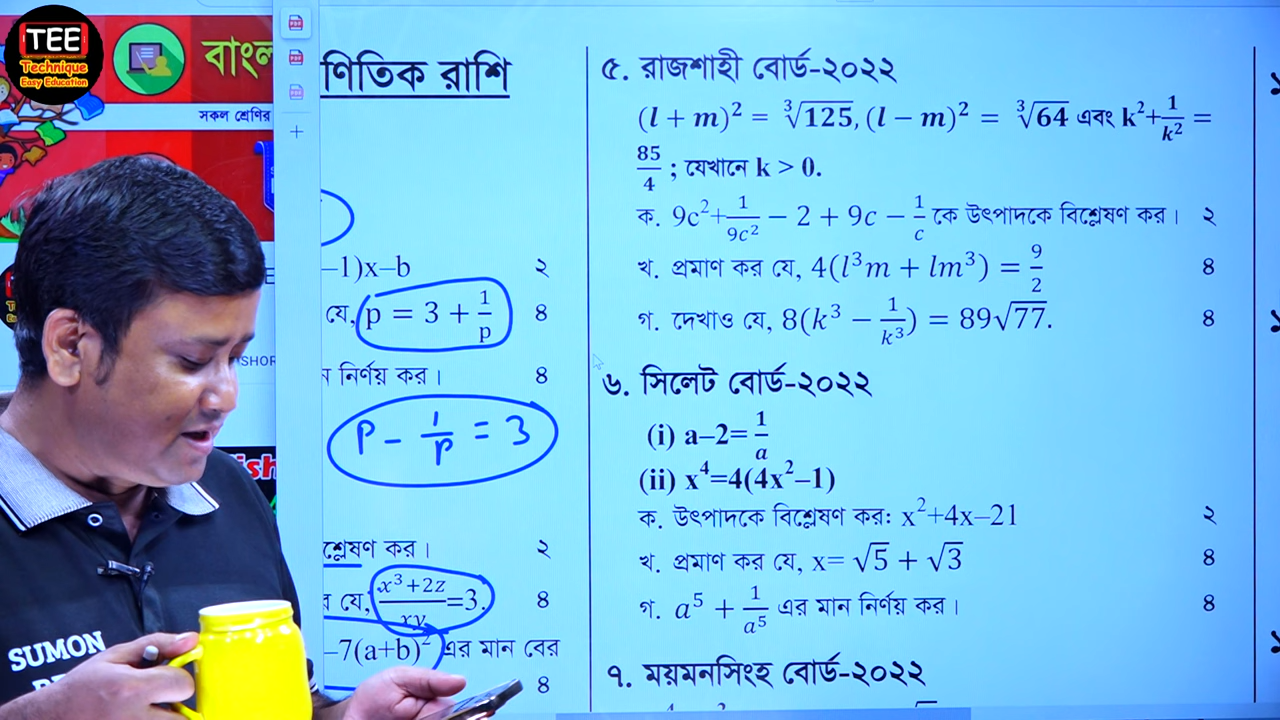 TEE
Technique
Easy Education
বাংল
সকল শ্রেণির
ণিতিক রাশি
–1)x–b ২
যে, p = 3 + 1/p ৪
নির্ণয় কর। ৪
P - 1/P = 3
শ্লেষণ কর। ২
যে, x³+2z/xy =3. ৪
–7(a+b)² এর মান বের
৪
৫. রাজশাহী বোর্ড-২০২২
(l + m)² = ∛125, (l − m)² = ∛64 এবং k²+1/k² =
85/4 ; যেখানে k > 0.
ক. 9c²+1/9c² − 2 + 9c − 1/c কে উৎপাদকে বিশ্লেষণ কর। ২
খ. প্রমাণ কর যে, 4(l³m + lm³) = 9/2 ৪
গ. দেখাও যে, 8(k³ − 1/k³) = 89√77. ৪
৬. সিলেট বোর্ড-২০২২
(i) a–2= 1/a
(ii) x⁴=4(4x²–1)
ক. উৎপাদকে বিশ্লেষণ করঃ x²+4x–21 ২
খ. প্রমাণ কর যে, x= √5 + √3 ৪
গ. a⁵ + 1/a⁵ এর মান নির্ণয় কর। ৪
৭. ময়মনসিংহ বোর্ড-২০২২
SUMON